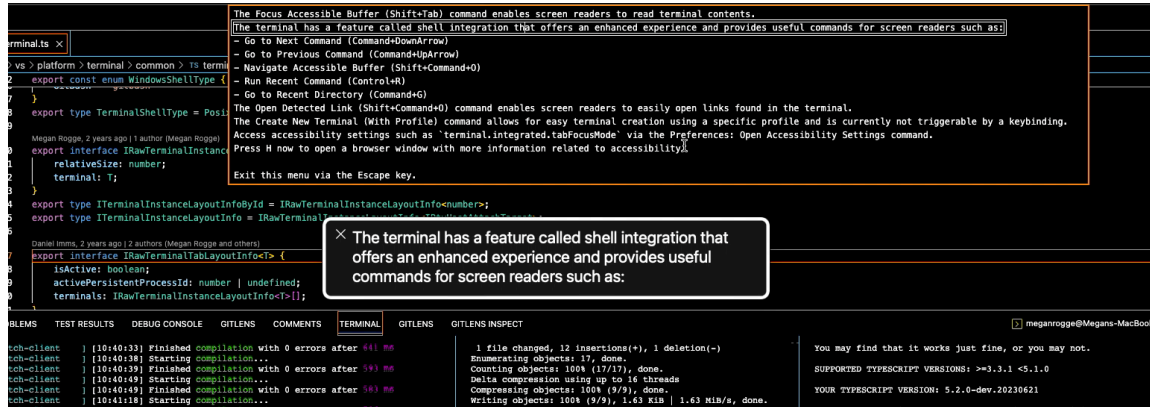 The Focus Accessible Buffer (Shift+Tab) command enables screen readers to read terminal contents.
The terminal has a feature called shell integration that offers an enhanced experience and provides useful commands for screen readers such as:
- Go to Next Command (Command+DownArrow)
- Go to Previous Command (Command+UpArrow)
- Navigate Accessible Buffer (Shift+Command+O)
- Run Recent Command (Control+R)
- Go to Recent Directory (Command+G)
The Open Detected Link (Shift+Command+O) command enables screen readers to easily open links found in the terminal.
The Create New Terminal (With Profile) command allows for easy terminal creation using a specific profile and is currently not triggerable by a keybinding.
Access accessibility settings such as `terminal.integrated.tabFocusMode` via the Preferences: Open Accessibility Settings command.
Press H now to open a browser window with more information related to accessibility.
Exit this menu via the Escape key.
erminal.ts ×
vs > platform > terminal > common > TS termi
export const enum WindowsShellType {
}
export type TerminalShellType = Posi
Megan Rogge, 2 years ago | 1 author (Megan Rogge)
export interface IRawTerminalInstanc
relativeSize: number;
terminal: T;
}
export type ITerminalInstanceLayoutInfoById = IRawTerminalInstanceLayoutInfo<number>;
export type ITerminalInstanceLayoutInfo =
Daniel Imms, 2 years ago | 2 authors (Megan Rogge and others)
export interface IRawTerminalTabLayoutInfo<T> {
isActive: boolean;
activePersistentProcessId: number | undefined;
terminals: IRawTerminalInstanceLayoutInfo<T>[];
The terminal has a feature called shell integration that
offers an enhanced experience and provides useful
commands for screen readers such as:
OBLEMS TEST RESULTS DEBUG CONSOLE GITLENS COMMENTS TERMINAL GITLENS GITLENS INSPECT meganrogge@Megans-MacBoo
tch-client ] [10:40:33] Finished compilation with 0 errors after 641 ms
tch-client ] [10:40:38] Starting compilation...
tch-client ] [10:40:39] Finished compilation with 0 errors after 593 ms
tch-client ] [10:40:49] Starting compilation...
tch-client ] [10:40:49] Finished compilation with 0 errors after 583 ms
tch-client ] [10:41:18] Starting compilation...
1 file changed, 12 insertions(+), 1 deletion(-)
Enumerating objects: 17, done.
Counting objects: 100% (17/17), done.
Delta compression using up to 16 threads
Compressing objects: 100% (9/9), done.
Writing objects: 100% (9/9), 1.63 KiB | 1.63 MiB/s, done.
You may find that it works just fine, or you may not.
SUPPORTED TYPESCRIPT VERSIONS: >=3.3.1 <5.1.0
YOUR TYPESCRIPT VERSION: 5.2.0-dev.20230621